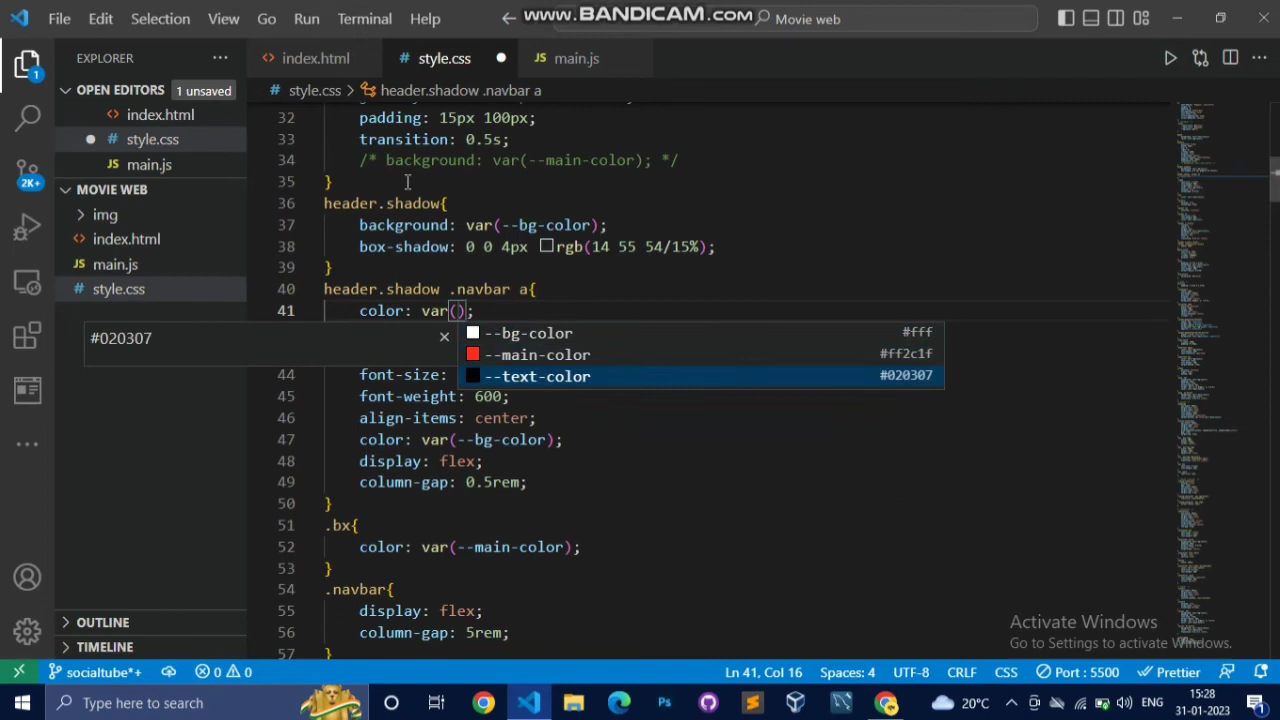 File Edit Selection View Go Run Terminal Help
www.BANDICAM.com
Movie web
EXPLORER
OPEN EDITORS 1 unsaved
index.html
style.css
main.js
MOVIE WEB
img
index.html
main.js
style.css
OUTLINE
TIMELINE
1
2K+
index.html # style.css main.js
# style.css > header.shadow .navbar a
32 padding: 15px 100px;
33 transition: 0.5s;
34 /* background: var(--main-color); */
35 }
36 header.shadow{
37 background: var(--bg-color);
38 box-shadow: 0 0 4px rgb(14 55 54/15%);
39 }
40 header.shadow .navbar a{
41 color: var();
#020307
--bg-color #fff
--main-color #ff2c1f
--text-color #020307
44 font-size:
45 font-weight: 600;
46 align-items: center;
47 color: var(--bg-color);
48 display: flex;
49 column-gap: 0.5rem;
50 }
51 .bx{
52 color: var(--main-color);
53 }
54 .navbar{
55 display: flex;
56 column-gap: 5rem;
57 }
Activate Windows
Go to Settings to activate Windows.
socialtube*+ 0 0 Ln 41, Col 16 Spaces: 4 UTF-8 CRLF CSS Port : 5500 Prettier
Type here to search
Ps
20°C
ENG
15:28
31-01-2023
1